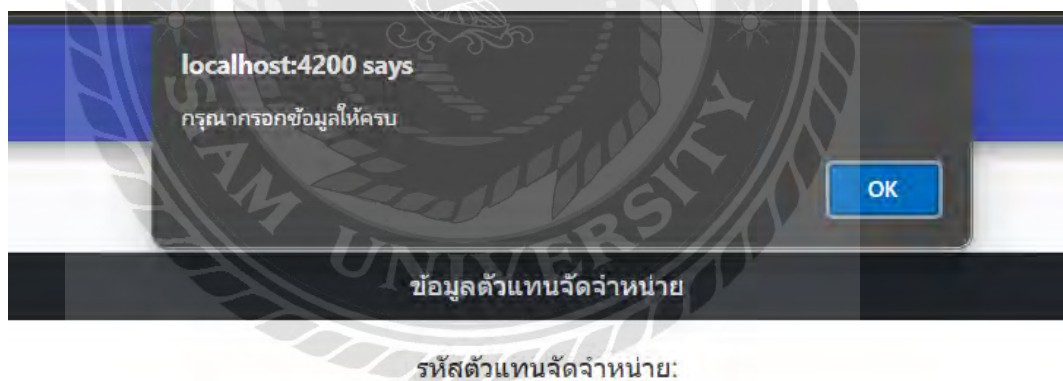 localhost:4200 says
กรุณากรอกข้อมูลให้ครบ
OK
SIAM UNIVERSITY
ข้อมูลตัวแทนจัดจำหน่าย
รหัสตัวแทนจัดจำหน่าย: